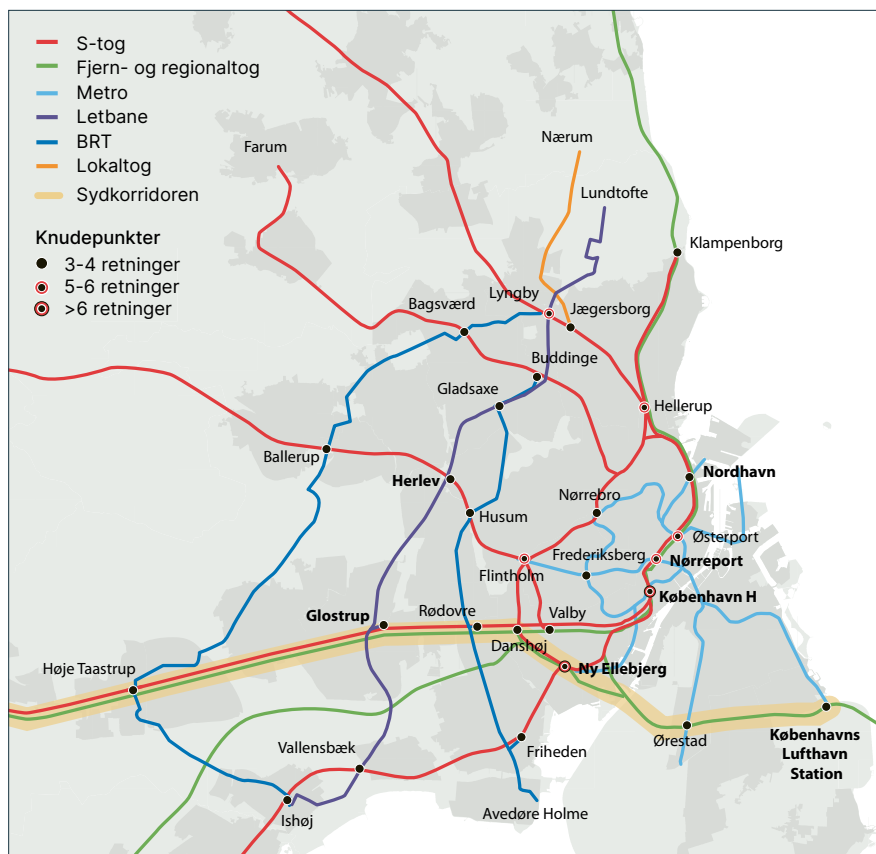 S-tog
Fjern- og regionaltog
Metro
Letbane
BRT
Lokaltog
Sydkorridoren
Knudepunkter
3-4 retninger
5-6 retninger
>6 retninger
Farum
Nærum
Lundtofte
Klampenborg
Lyngby
Bagsværd
Jægersborg
Buddinge
Gladsaxe
Hellerup
Ballerup
Herlev
Nordhavn
Nørrebro
Husum
Østerport
Frederiksberg
Nørreport
Flintholm
København H
Glostrup
Rødovre
Valby
Danshøj
Høje Taastrup
Ny Ellebjerg
Vallensbæk
Friheden
Ørestad
Københavns
Lufthavn
Station
Ishøj
Avedøre Holme